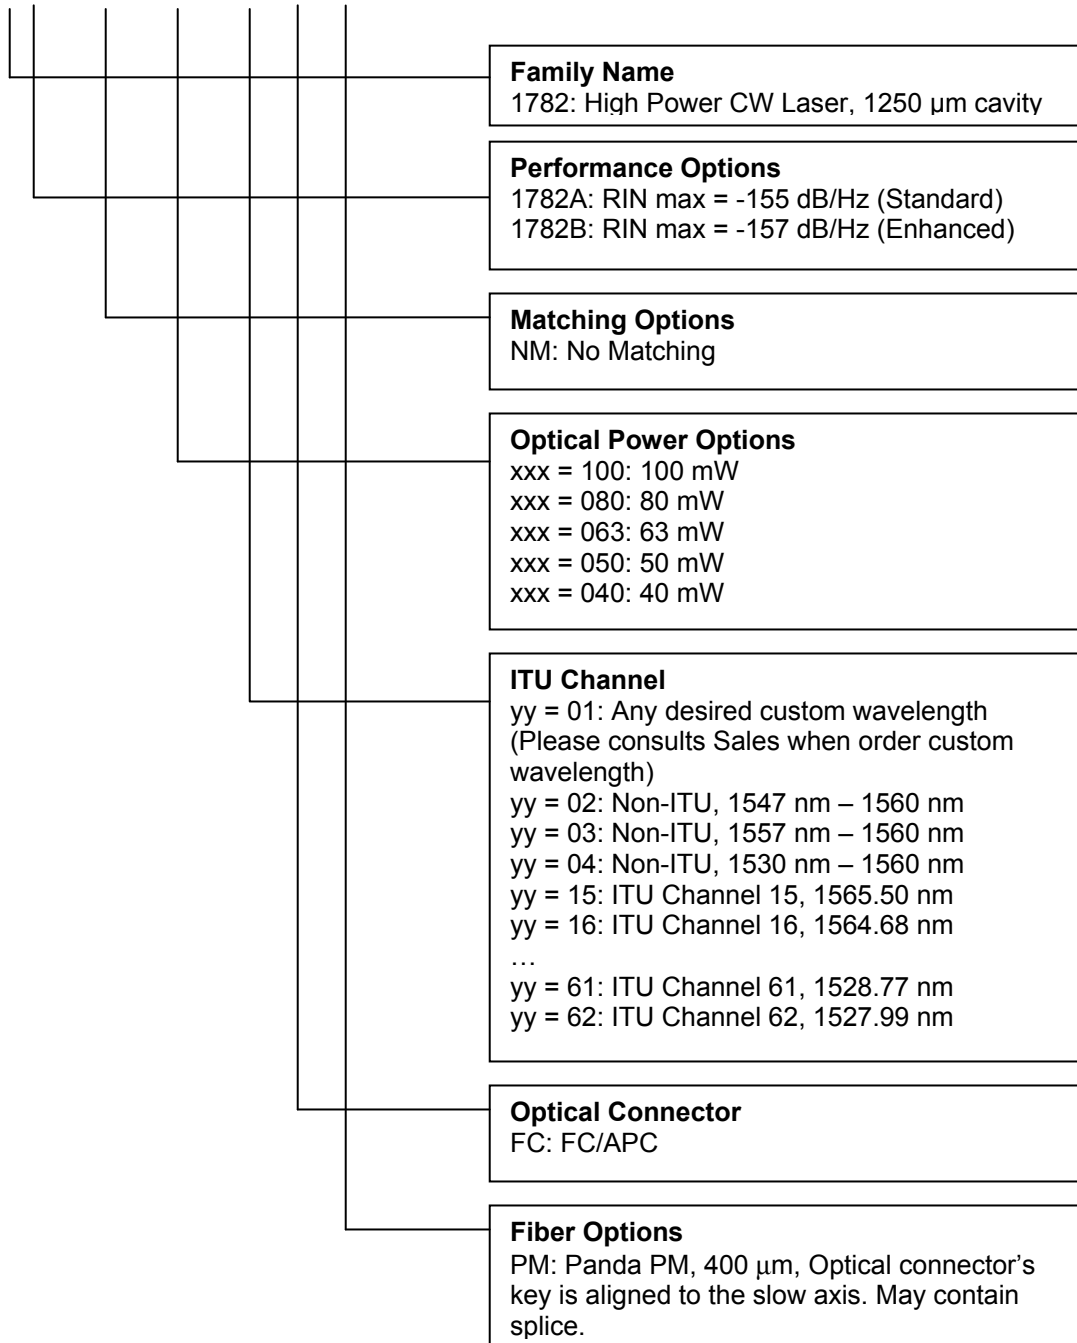 Family Name
1782: High Power CW Laser, 1250 µm cavity
Performance Options
1782A: RIN max = -155 dB/Hz (Standard)
1782B: RIN max = -157 dB/Hz (Enhanced)
Matching Options
NM: No Matching
Optical Power Options
xxx = 100: 100 mW
xxx = 080: 80 mW
xxx = 063: 63 mW
xxx = 050: 50 mW
xxx = 040: 40 mW
ITU Channel
yy = 01: Any desired custom wavelength
(Please consults Sales when order custom
wavelength)
yy = 02: Non-ITU, 1547 nm – 1560 nm
yy = 03: Non-ITU, 1557 nm – 1560 nm
yy = 04: Non-ITU, 1530 nm – 1560 nm
yy = 15: ITU Channel 15, 1565.50 nm
yy = 16: ITU Channel 16, 1564.68 nm
…
yy = 61: ITU Channel 61, 1528.77 nm
yy = 62: ITU Channel 62, 1527.99 nm
Optical Connector
FC: FC/APC
Fiber Options
PM: Panda PM, 400 µm, Optical connector's
key is aligned to the slow axis. May contain
splice.